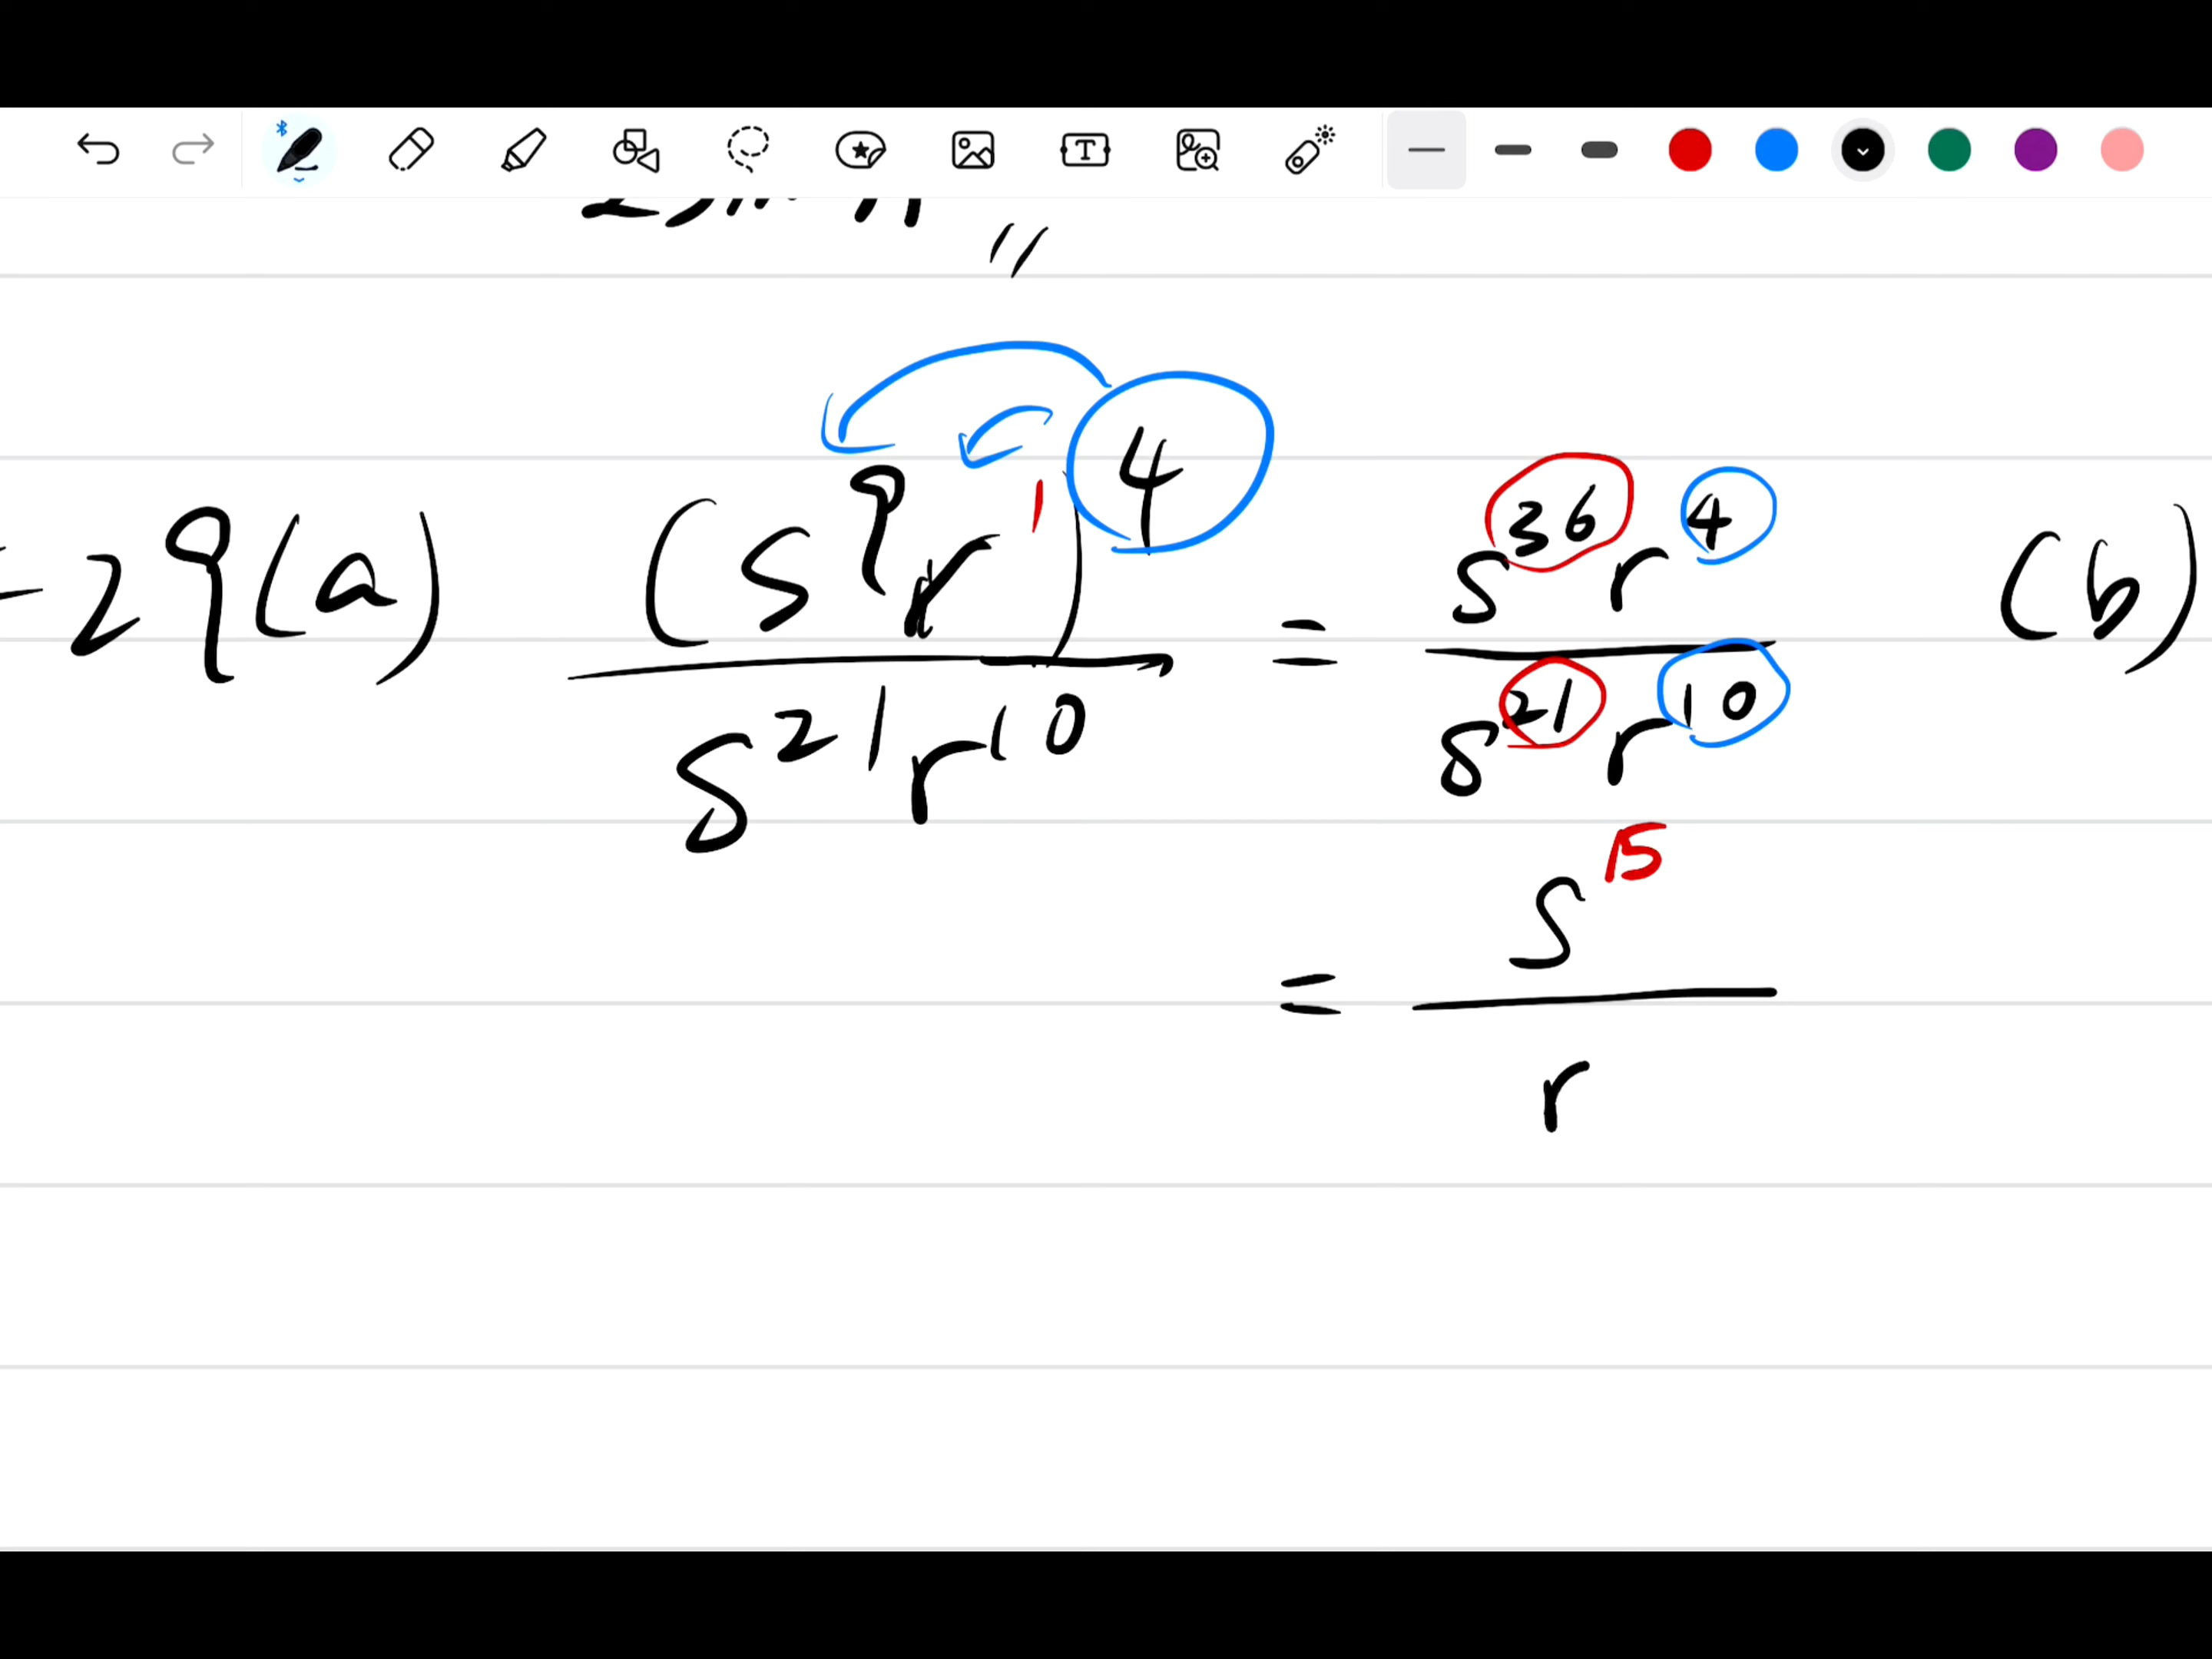 29(a) (s⁹r¹)⁴ / s²¹r¹⁰ = s³⁶r⁴ / s²¹r¹⁰ (b)
= s¹⁵ / r